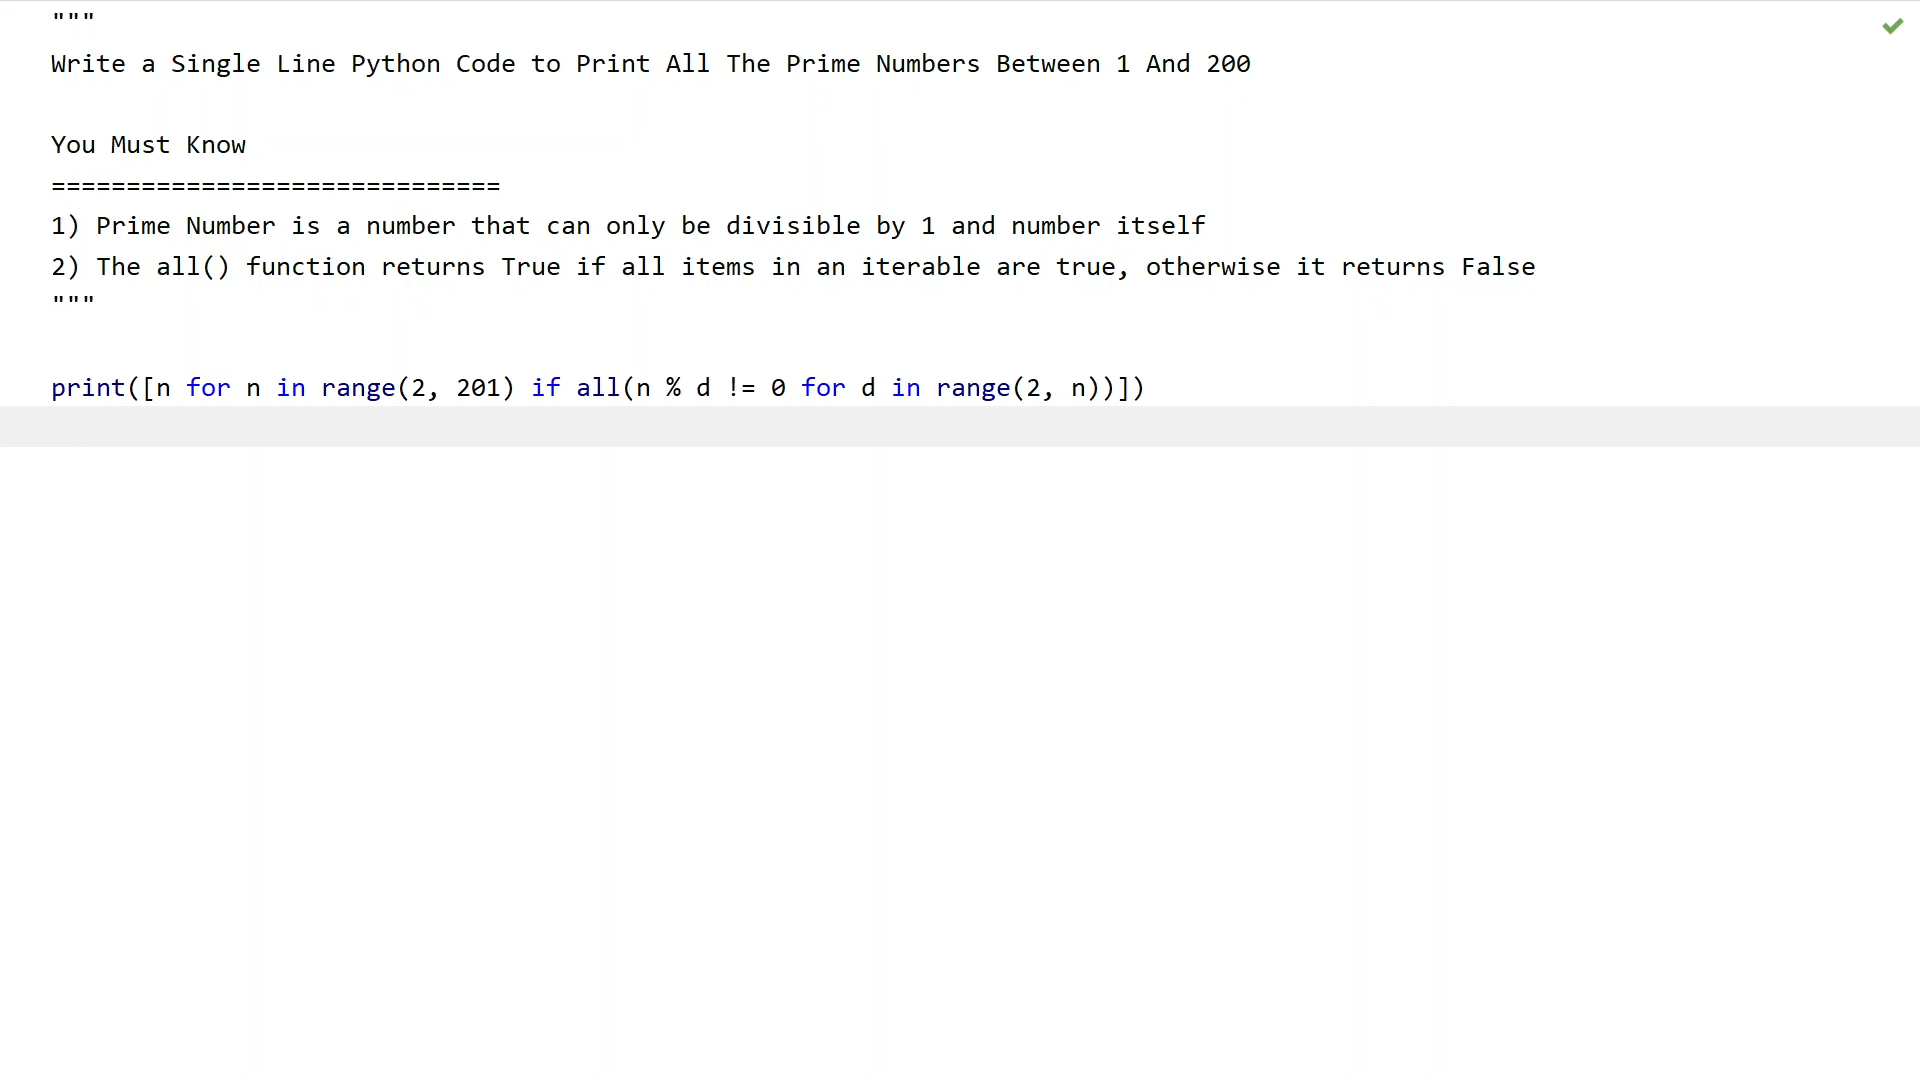 """
Write a Single Line Python Code to Print All The Prime Numbers Between 1 And 200
You Must Know
==============================
1) Prime Number is a number that can only be divisible by 1 and number itself
2) The all() function returns True if all items in an iterable are true, otherwise it returns False
"""
print([n for n in range(2, 201) if all(n % d != 0 for d in range(2, n))])